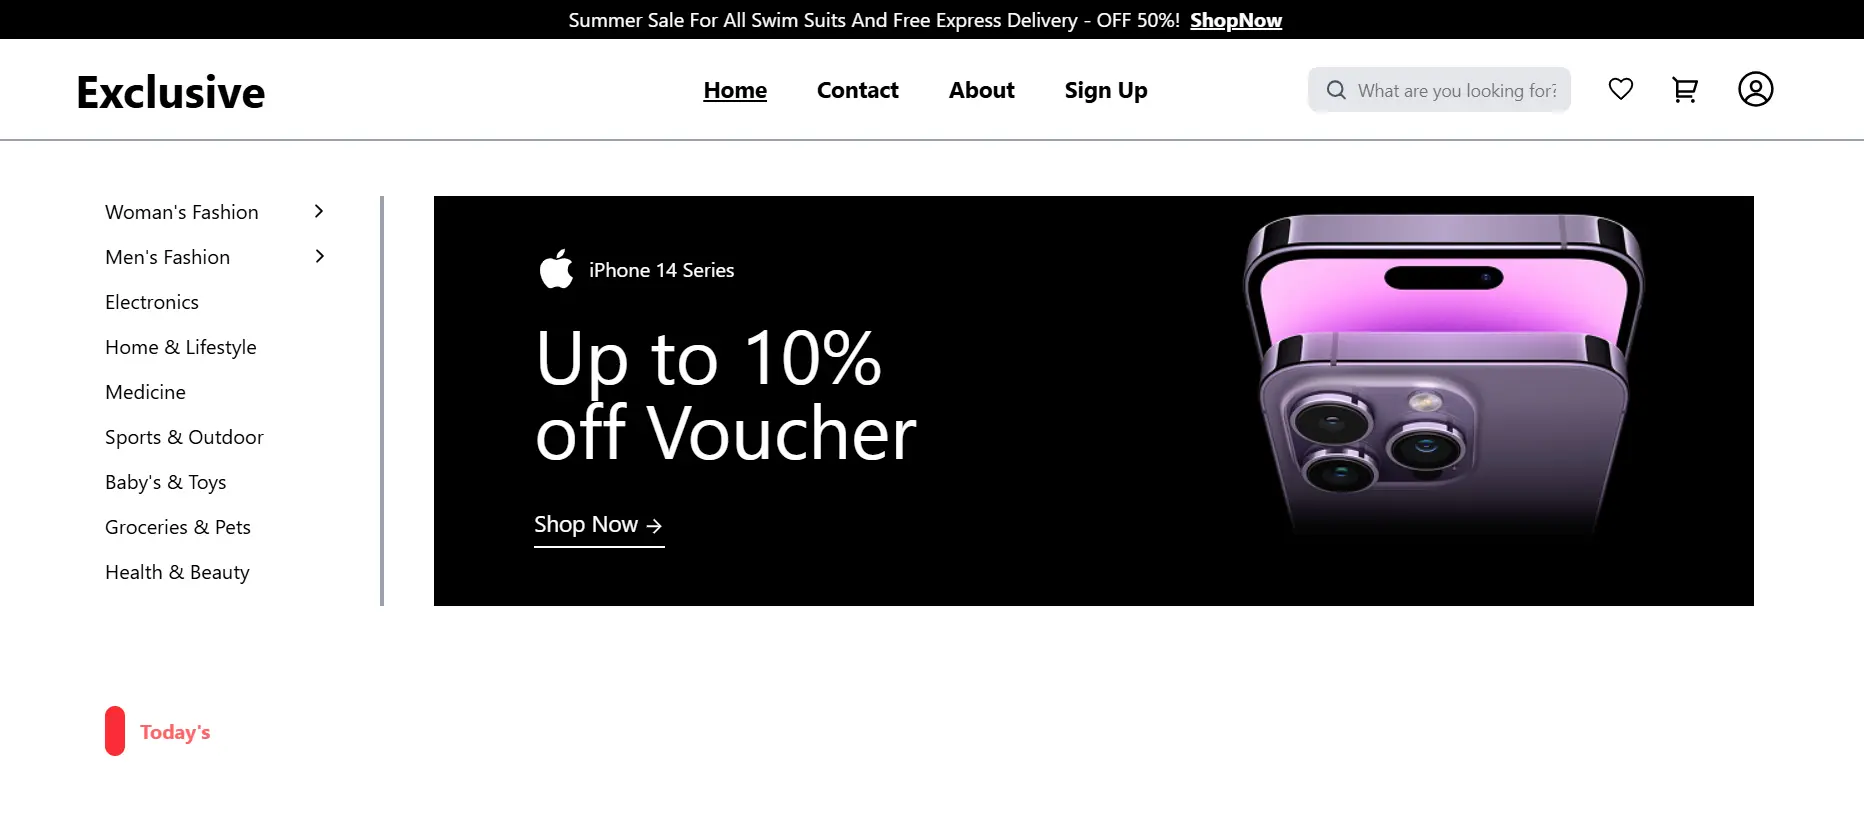 Summer Sale For All Swim Suits And Free Express Delivery - OFF 50%! ShopNow
Exclusive
Home
Contact
About
Sign Up
What are you looking for?
Woman's Fashion
Men's Fashion
Electronics
Home & Lifestyle
Medicine
Sports & Outdoor
Baby's & Toys
Groceries & Pets
Health & Beauty
iPhone 14 Series
Up to 10%
off Voucher
Shop Now
Today's